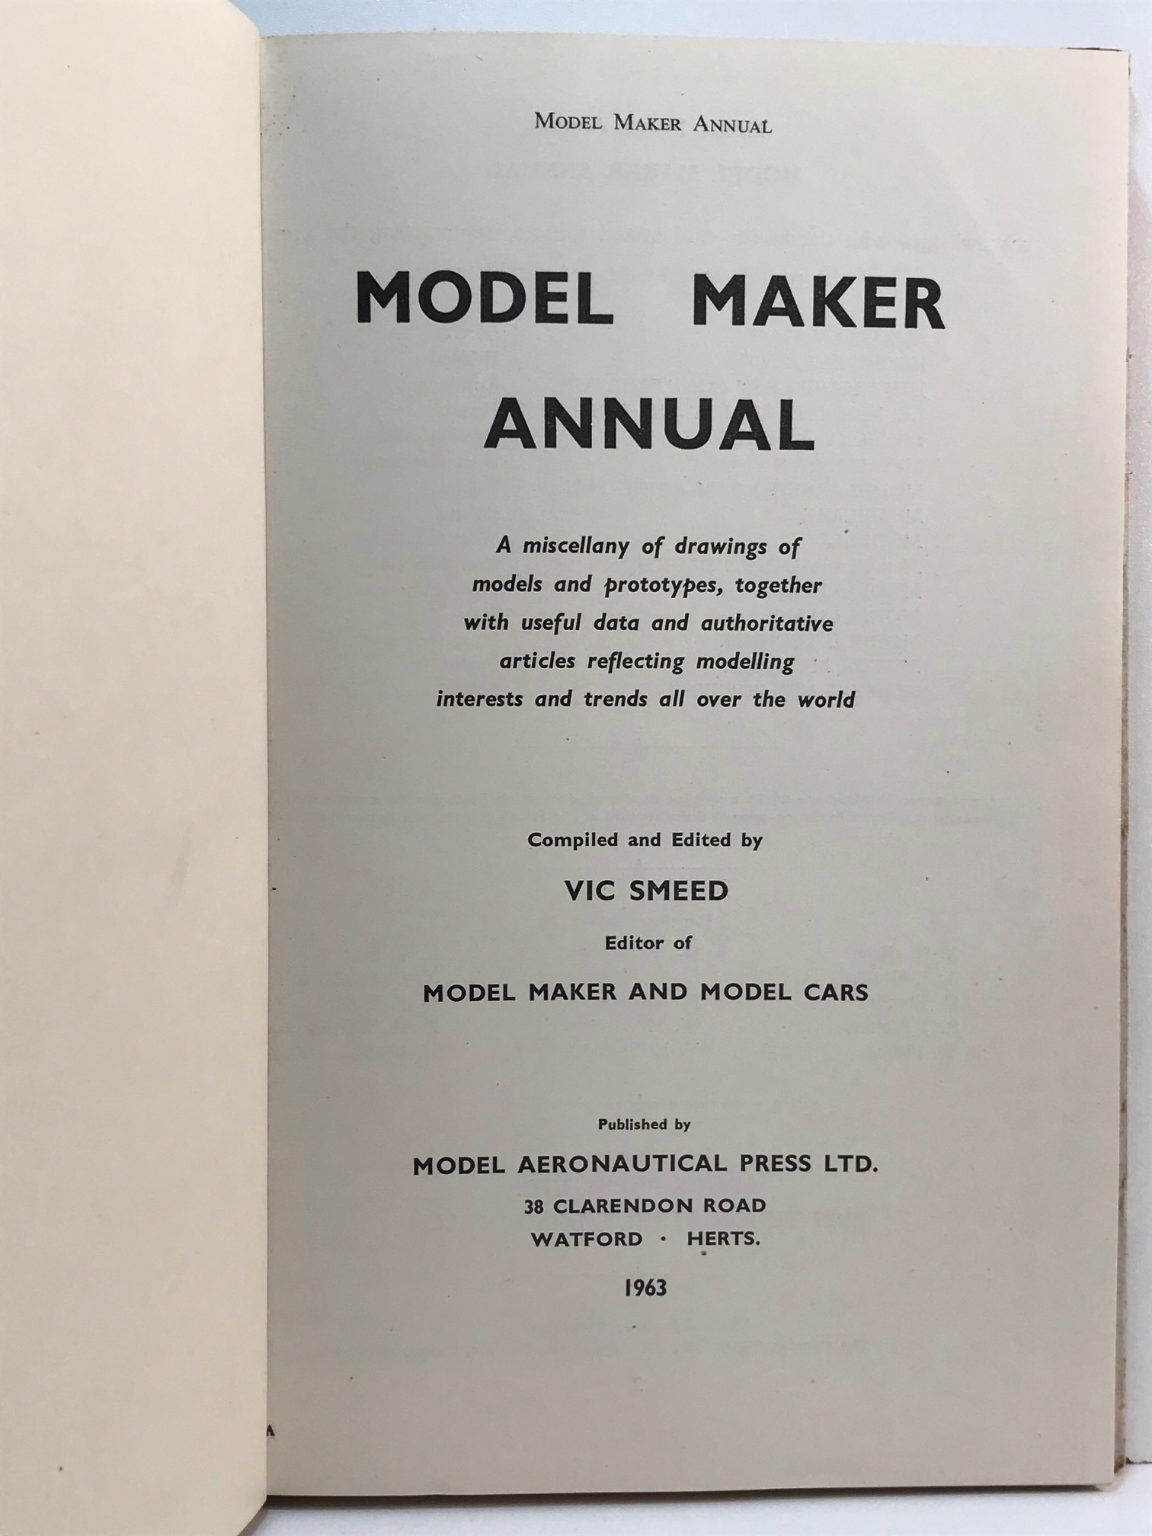 Model Maker Annual
MODEL MAKER
ANNUAL
A miscellany of drawings of
models and prototypes, together
with useful data and authoritative
articles reflecting modelling
interests and trends all over the world
Compiled and Edited by
VIC SMEED
Editor of
MODEL MAKER AND MODEL CARS
Published by
MODEL AERONAUTICAL PRESS LTD.
38 CLARENDON ROAD
WATFORD · HERTS.
1963
A